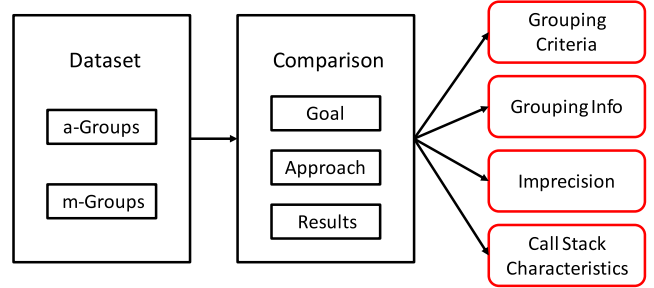 Dataset
a-Groups
m-Groups
Comparison
Goal
Approach
Results
Grouping
Criteria
Grouping Info
Imprecision
Call Stack
Characteristics